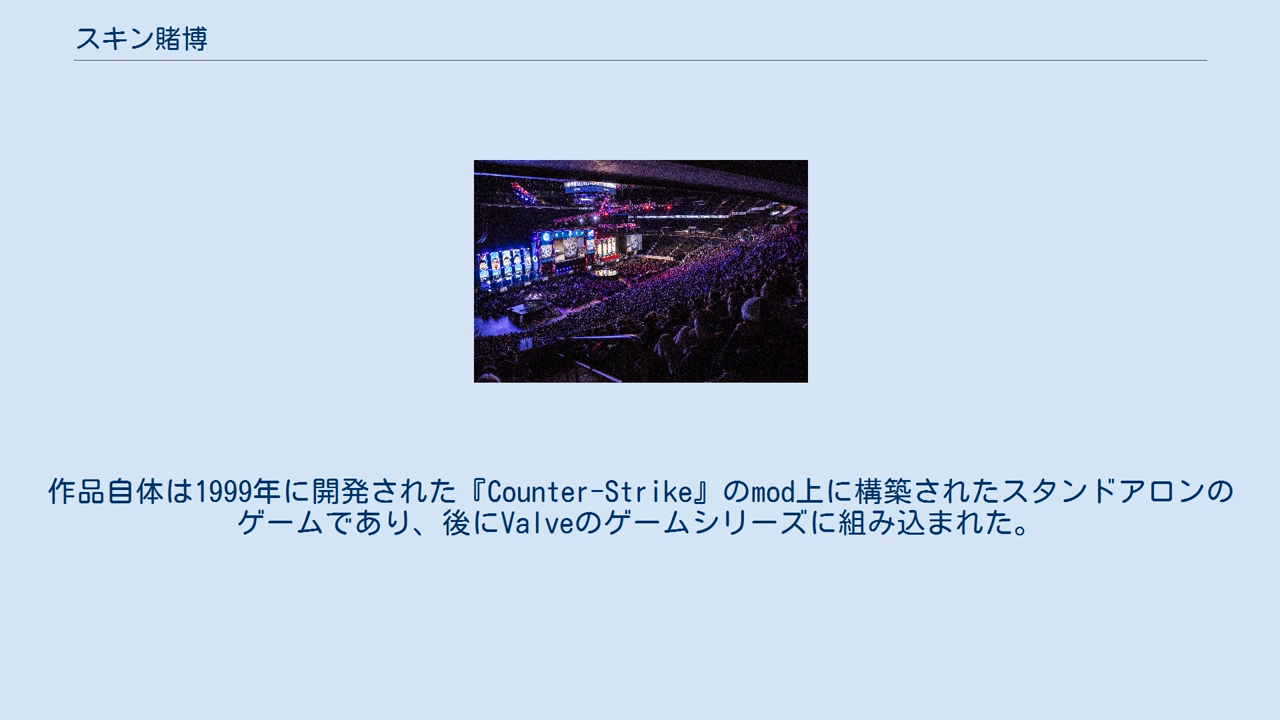 スキン賭博
作品自体は1999年に開発された『Counter-Strike』のmod上に構築されたスタンドアロンの
ゲームであり、後にValveのゲームシリーズに組み込まれた。